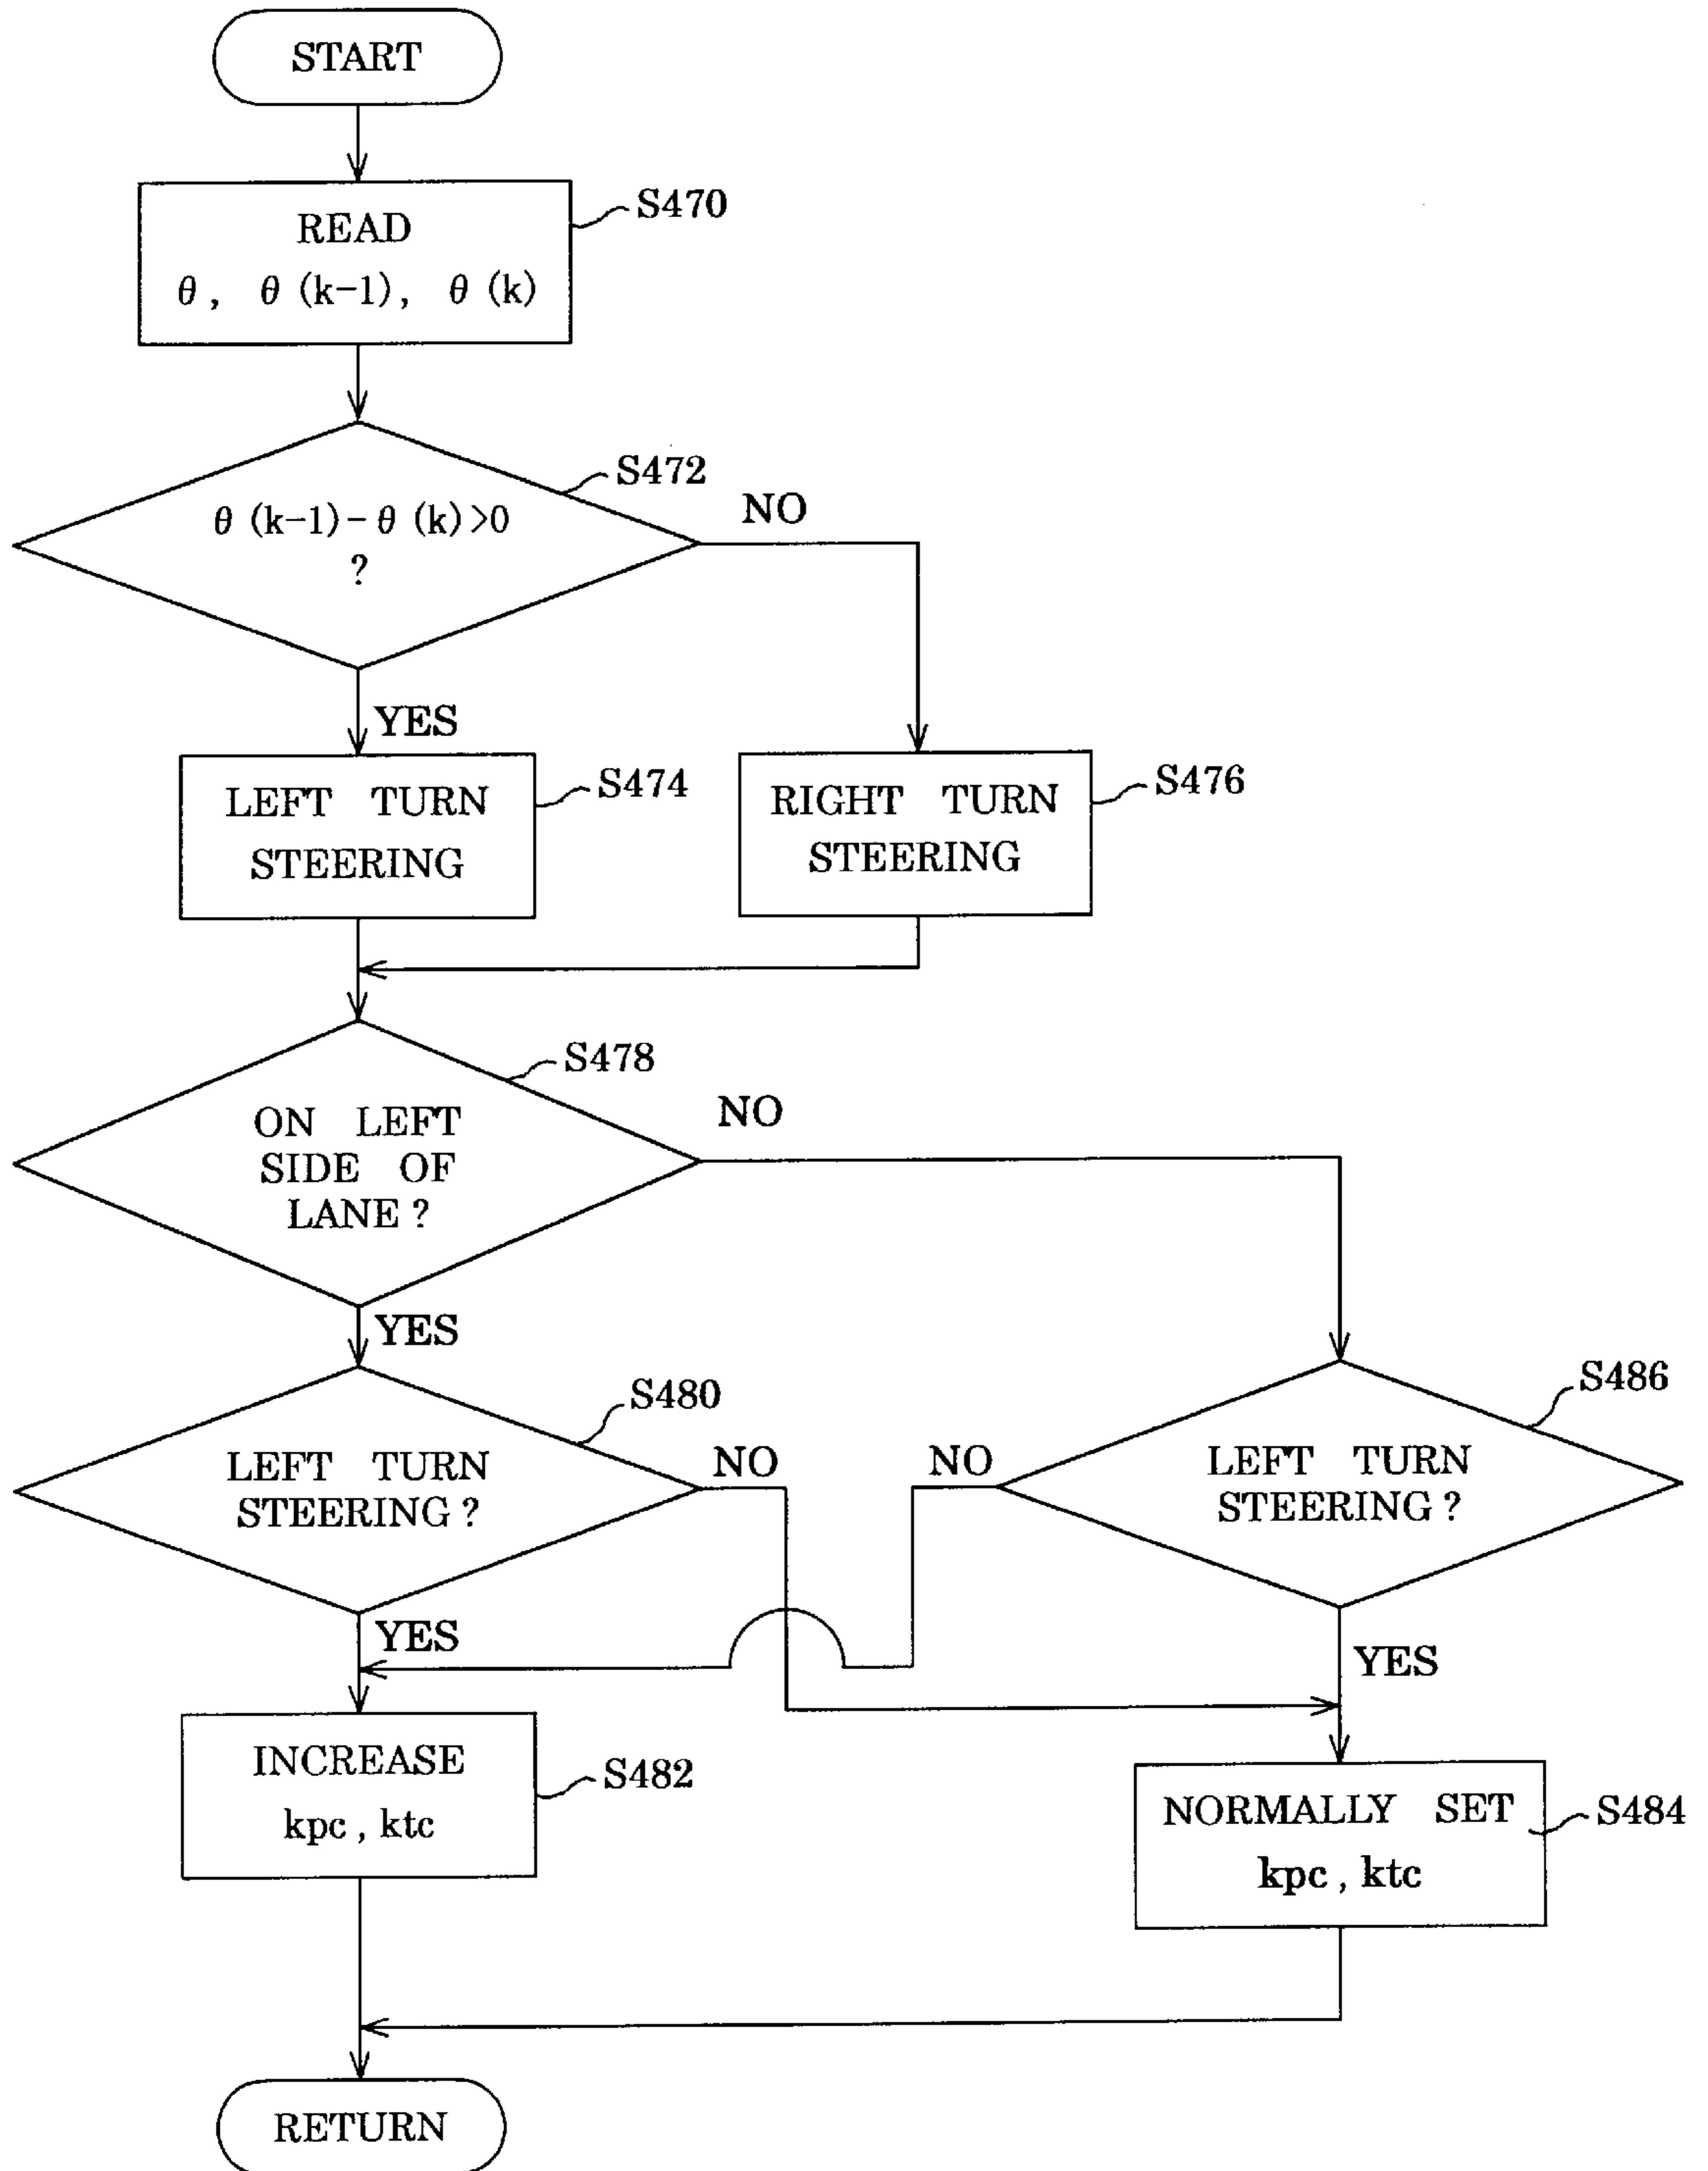 START
S470
READ
θ, θ (k-1), θ (k)
S472
θ (k-1)-θ (k)>0
?
NO
YES
S474
LEFT TURN
STEERING
S476
RIGHT TURN
STEERING
S478
ON LEFT
SIDE OF
LANE?
NO
YES
S480
LEFT TURN
STEERING?
NO
YES
S486
LEFT TURN
STEERING?
NO
YES
S482
INCREASE
kpc, ktc
S484
NORMALLY SET
kpc, ktc
RETURN